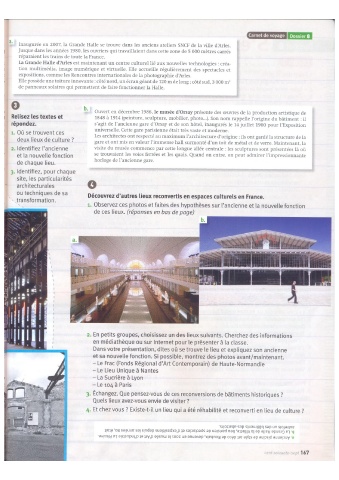 Carnet de voyage Dossier 8
a.
Inaugurée en 2007, la Grande Halle se trouve dans les anciens ateliers SNCF de la ville d'Arles.
Jusque dans les années 1980, les ouvriers qui travaillaient dans cette zone de 5 000 mètres carrés
réparaient les trains de toute la France.
La Grande Halle d'Arles est maintenant un centre culturel lié aux nouvelles technologies : créa-
tion multimédia, image numérique et virtuelle. Elle accueille régulièrement des spectacles et
expositions, comme les Rencontres internationales de la photographie d'Arles.
Elle possède une toiture innovante : côté nord, un écran géant de 720 m de long ; côté sud, 3 000 m²
de panneaux solaires qui permettent de faire fonctionner la Halle.
b.
Ouvert en décembre 1986, le musée d'Orsay présente des œuvres de la production artistique de
1848 à 1914 (peinture, sculpture, mobilier, photo...). Son nom rappelle l'origine du bâtiment : il
s'agit de l'ancienne gare d'Orsay et de son hôtel, inaugurés le 14 juillet 1900 pour l'Exposition
universelle. Cette gare parisienne était très vaste et moderne.
Les architectes ont respecté au maximum l'architecture d'origine : ils ont gardé la structure de la
gare et ont mis en valeur l'immense hall surmonté d'un toit de métal et de verre. Maintenant, la
visite du musée commence par cette longue allée centrale : les sculptures sont présentées là où
se trouvaient les voies ferrées et les quais. Quand on entre, on peut admirer l'impressionnante
horloge de l'ancienne gare.
3
Relisez les textes et
répondez.
1. Où se trouvent ces
deux lieux de culture ?
2. Identifiez l'ancienne
et la nouvelle fonction
de chaque lieu.
3. Identifiez, pour chaque
site, les particularités
architecturales
ou techniques de sa
transformation.
4
Découvrez d'autres lieux reconvertis en espaces culturels en France.
1. Observez ces photos et faites des hypothèses sur l'ancienne et la nouvelle fonction
de ces lieux. (réponses en bas de page)
a.
b.
2. En petits groupes, choisissez un des lieux suivants. Cherchez des informations
en médiathèque ou sur Internet pour le présenter à la classe.
Dans votre présentation, dites où se trouve le lieu et expliquez son ancienne
et sa nouvelle fonction. Si possible, montrez des photos avant/maintenant.
– Le Frac (Fonds Régional d'Art Contemporain) de Haute-Normandie
– Le Lieu Unique à Nantes
– La Sucrière à Lyon
– Le 104 à Paris
3. Échangez. Que pensez-vous de ces reconversions de bâtiments historiques ?
Quels lieux avez-vous envie de visiter ?
4. Et chez vous ? Existe-t-il un lieu qui a été réhabilité et reconverti en lieu de culture ?
167